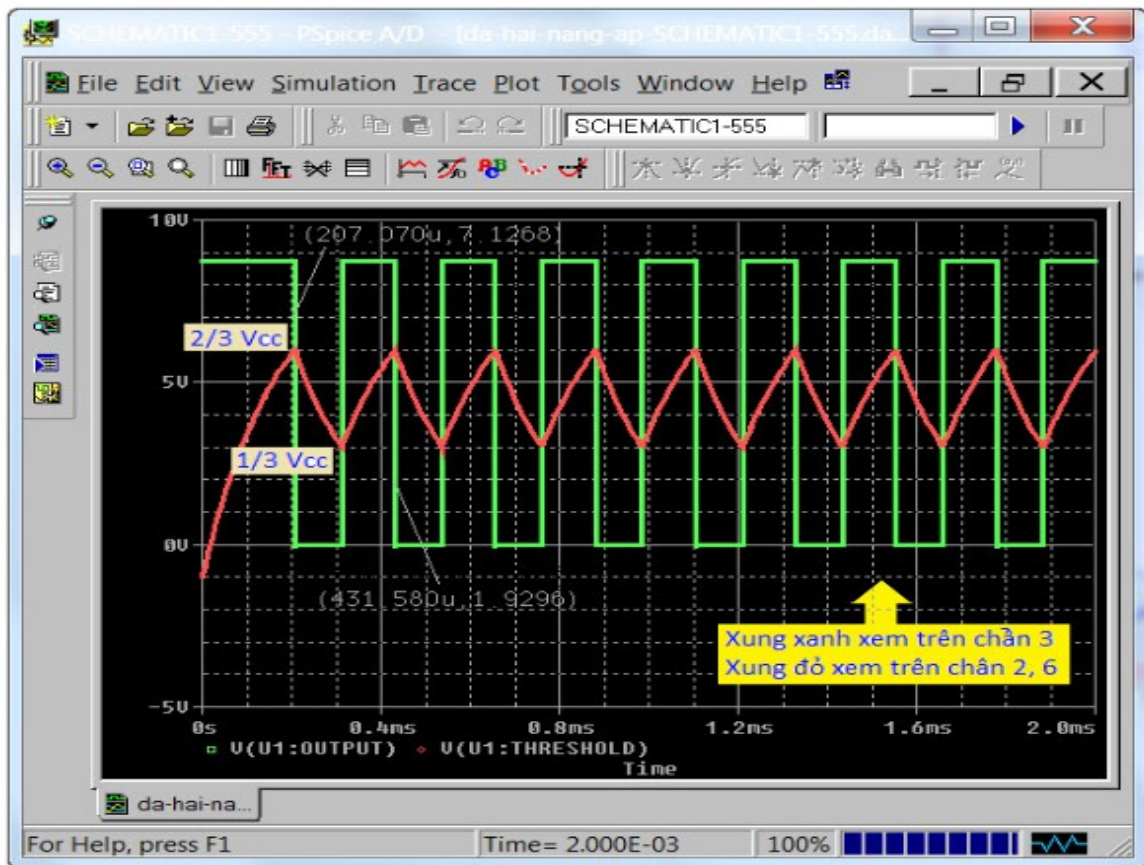 SCHEMATIC1-555 - PSpice A/D - [da-hai-nang-ap-SCHEMATIC1-555.da...
File Edit View Simulation Trace Plot Tools Window Help
SCHEMATIC1-555
FFT
10V
(207.070u,7.1268)
2/3 Vcc
5V
1/3 Vcc
0V
(431.580u,1.9296)
Xung xanh xem trên chân 3
Xung đỏ xem trên chân 2, 6
-5V
0s 0.4ms 0.8ms 1.2ms 1.6ms 2.0ms
V(U1:OUTPUT) V(U1:THRESHOLD)
Time
da-hai-na...
For Help, press F1 Time= 2.000E-03 100%